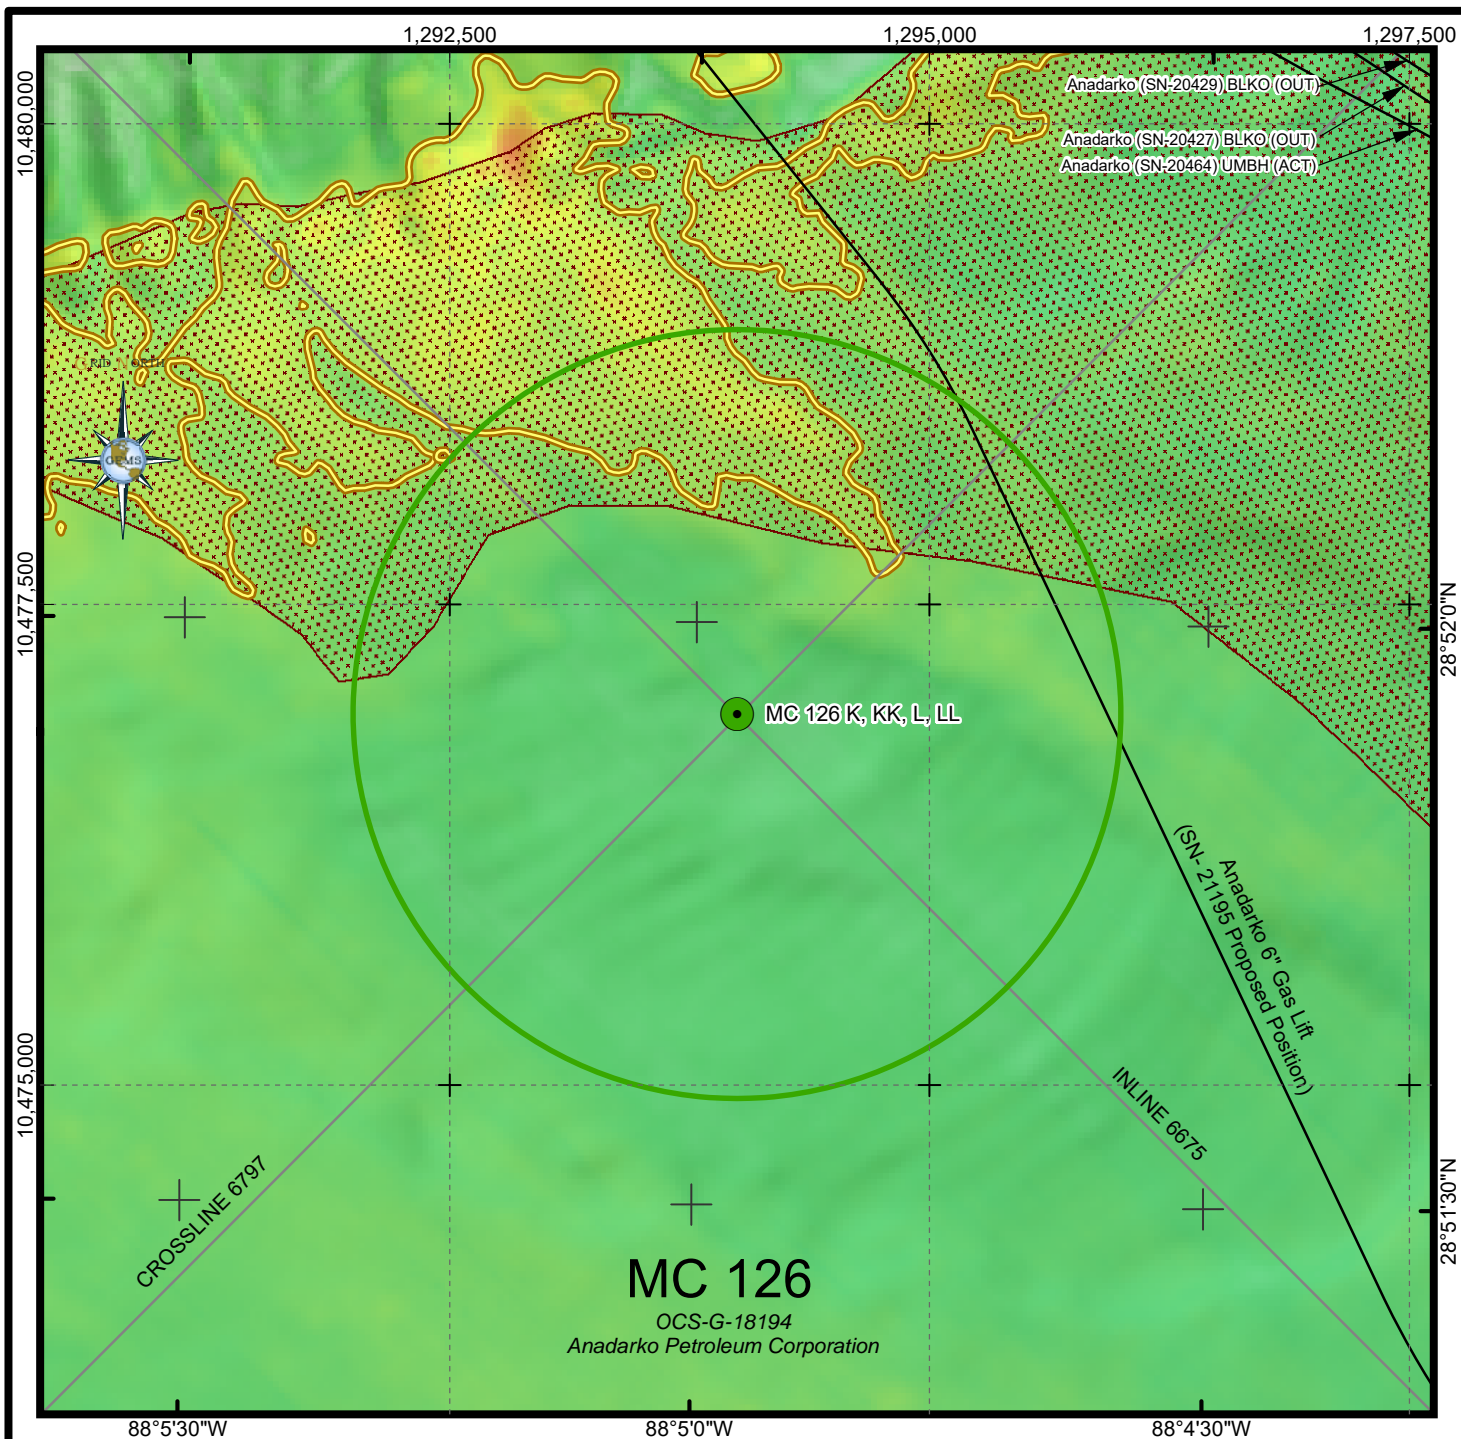 1,292,500
1,295,000
1,297,500
10,480,000
Anadarko (SN-20429) BLKO (OUT)
Anadarko (SN-20427) BLKO (OUT)
Anadarko (SN-20464) UMBH (ACT)
GRID NORTH
GEMS
10,477,500
28°52'0"N
MC 126 K, KK, L, LL
Anadarko 6" Gas Lift
(SN- 21195 Proposed Position)
10,475,000
INLINE 6675
CROSSLINE 6797
28°51'30"N
MC 126
OCS-G-18194
Anadarko Petroleum Corporation
88°5'30"W
88°5'0"W
88°4'30"W